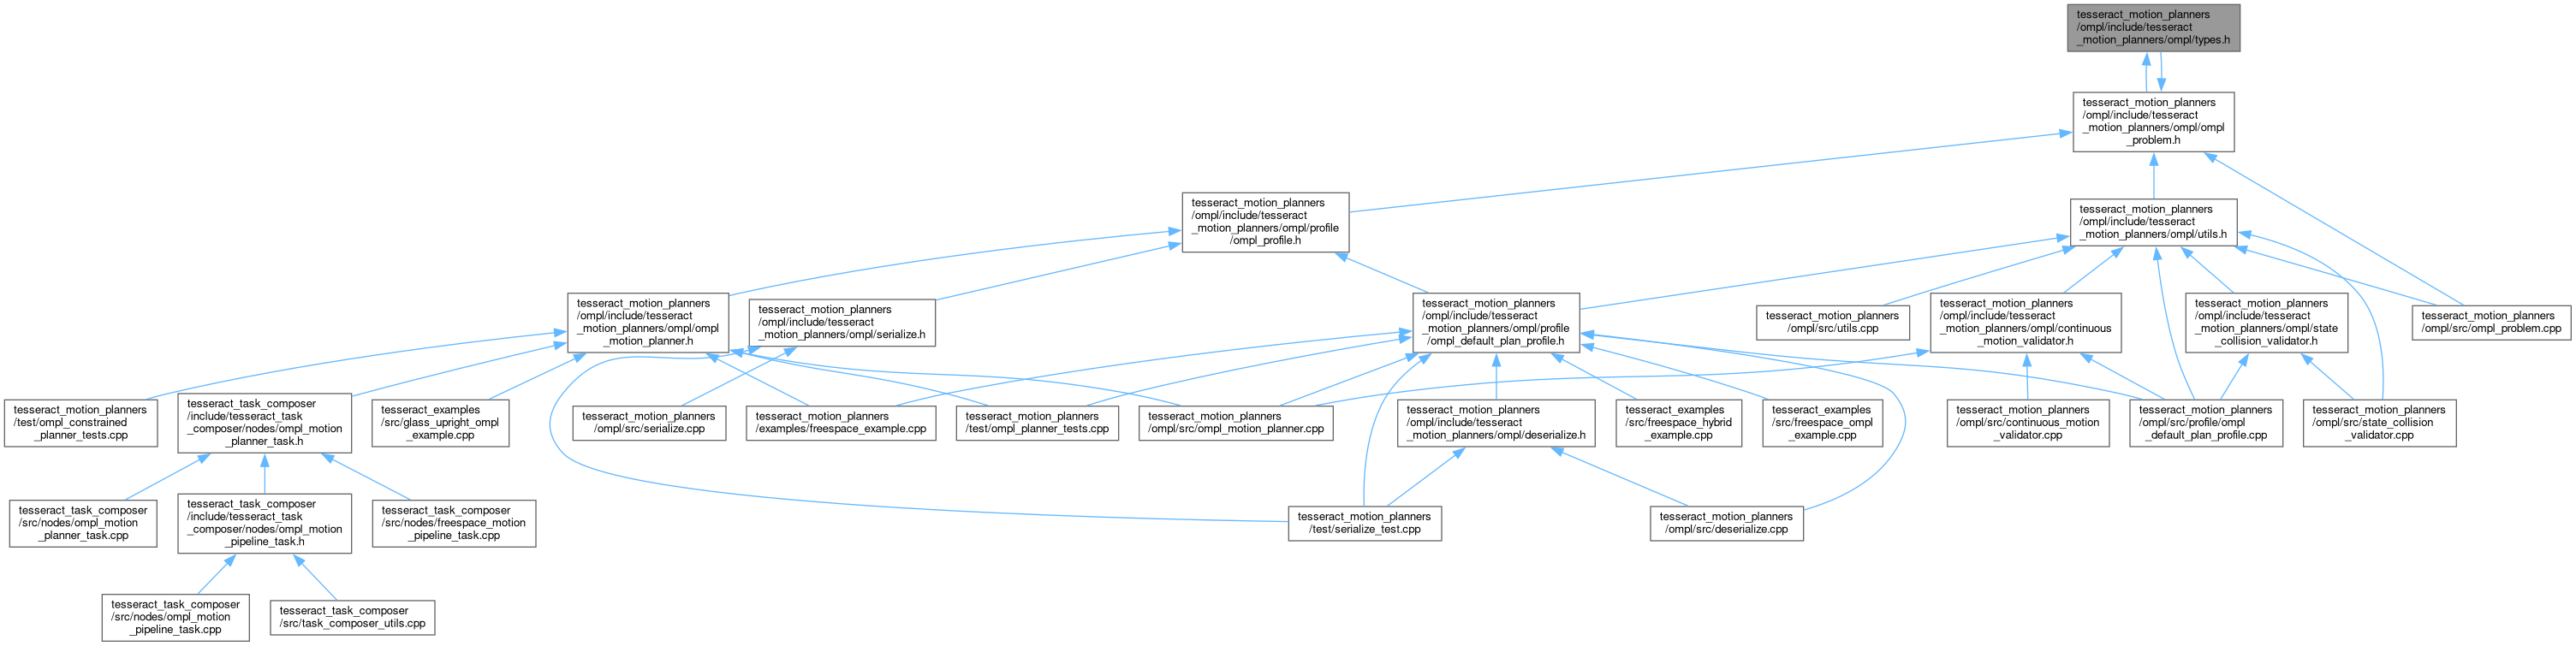 tesseract_motion_planners
/ompl/include/tesseract
_motion_planners/ompl/types.h
tesseract_motion_planners
/ompl/include/tesseract
_motion_planners/ompl/ompl
_problem.h
tesseract_motion_planners
/ompl/include/tesseract
_motion_planners/ompl/profile
/ompl_profile.h
tesseract_motion_planners
/ompl/include/tesseract
_motion_planners/ompl/utils.h
tesseract_motion_planners
/ompl/include/tesseract
_motion_planners/ompl/ompl
_motion_planner.h
tesseract_motion_planners
/ompl/include/tesseract
_motion_planners/ompl/serialize.h
tesseract_motion_planners
/ompl/include/tesseract
_motion_planners/ompl/profile
/ompl_default_plan_profile.h
tesseract_motion_planners
/ompl/src/utils.cpp
tesseract_motion_planners
/ompl/include/tesseract
_motion_planners/ompl/continuous
_motion_validator.h
tesseract_motion_planners
/ompl/include/tesseract
_motion_planners/ompl/state
_collision_validator.h
tesseract_motion_planners
/ompl/src/ompl_problem.cpp
tesseract_motion_planners
/test/ompl_constrained
_planner_tests.cpp
tesseract_task_composer
/include/tesseract_task
_composer/nodes/ompl_motion
_planner_task.h
tesseract_examples
/src/glass_upright_ompl
_example.cpp
tesseract_motion_planners
/ompl/src/serialize.cpp
tesseract_motion_planners
/examples/freespace_example.cpp
tesseract_motion_planners
/test/ompl_planner_tests.cpp
tesseract_motion_planners
/ompl/src/ompl_motion_planner.cpp
tesseract_motion_planners
/ompl/include/tesseract
_motion_planners/ompl/deserialize.h
tesseract_examples
/src/freespace_hybrid
_example.cpp
tesseract_examples
/src/freespace_ompl
_example.cpp
tesseract_motion_planners
/ompl/src/continuous_motion
_validator.cpp
tesseract_motion_planners
/ompl/src/profile/ompl
_default_plan_profile.cpp
tesseract_motion_planners
/ompl/src/state_collision
_validator.cpp
tesseract_task_composer
/src/nodes/ompl_motion
_planner_task.cpp
tesseract_task_composer
/include/tesseract_task
_composer/nodes/ompl_motion
_pipeline_task.h
tesseract_task_composer
/src/nodes/freespace_motion
_pipeline_task.cpp
tesseract_motion_planners
/test/serialize_test.cpp
tesseract_motion_planners
/ompl/src/deserialize.cpp
tesseract_task_composer
/src/nodes/ompl_motion
_pipeline_task.cpp
tesseract_task_composer
/src/task_composer_utils.cpp